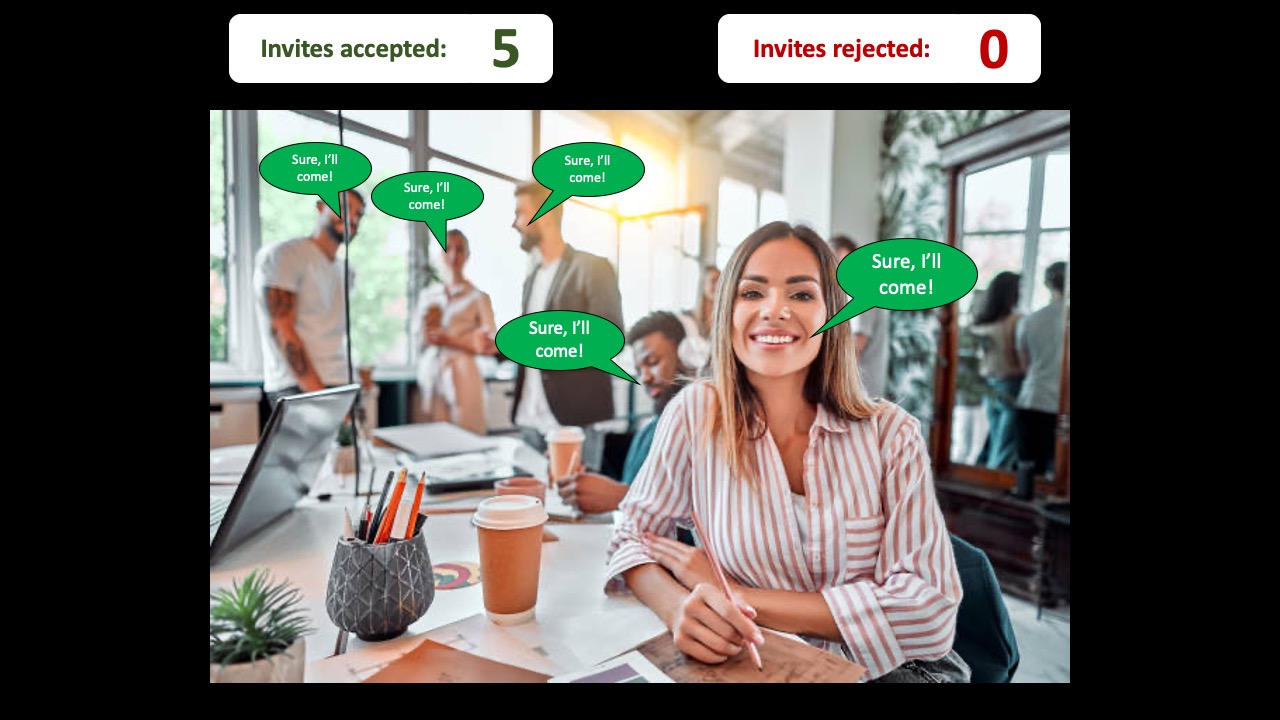 Invites accepted: 5
Invites rejected: 0
Sure, I'll
come!
Sure, I'll
come!
Sure, I'll
come!
Sure, I'll
come!
Sure, I'll
come!